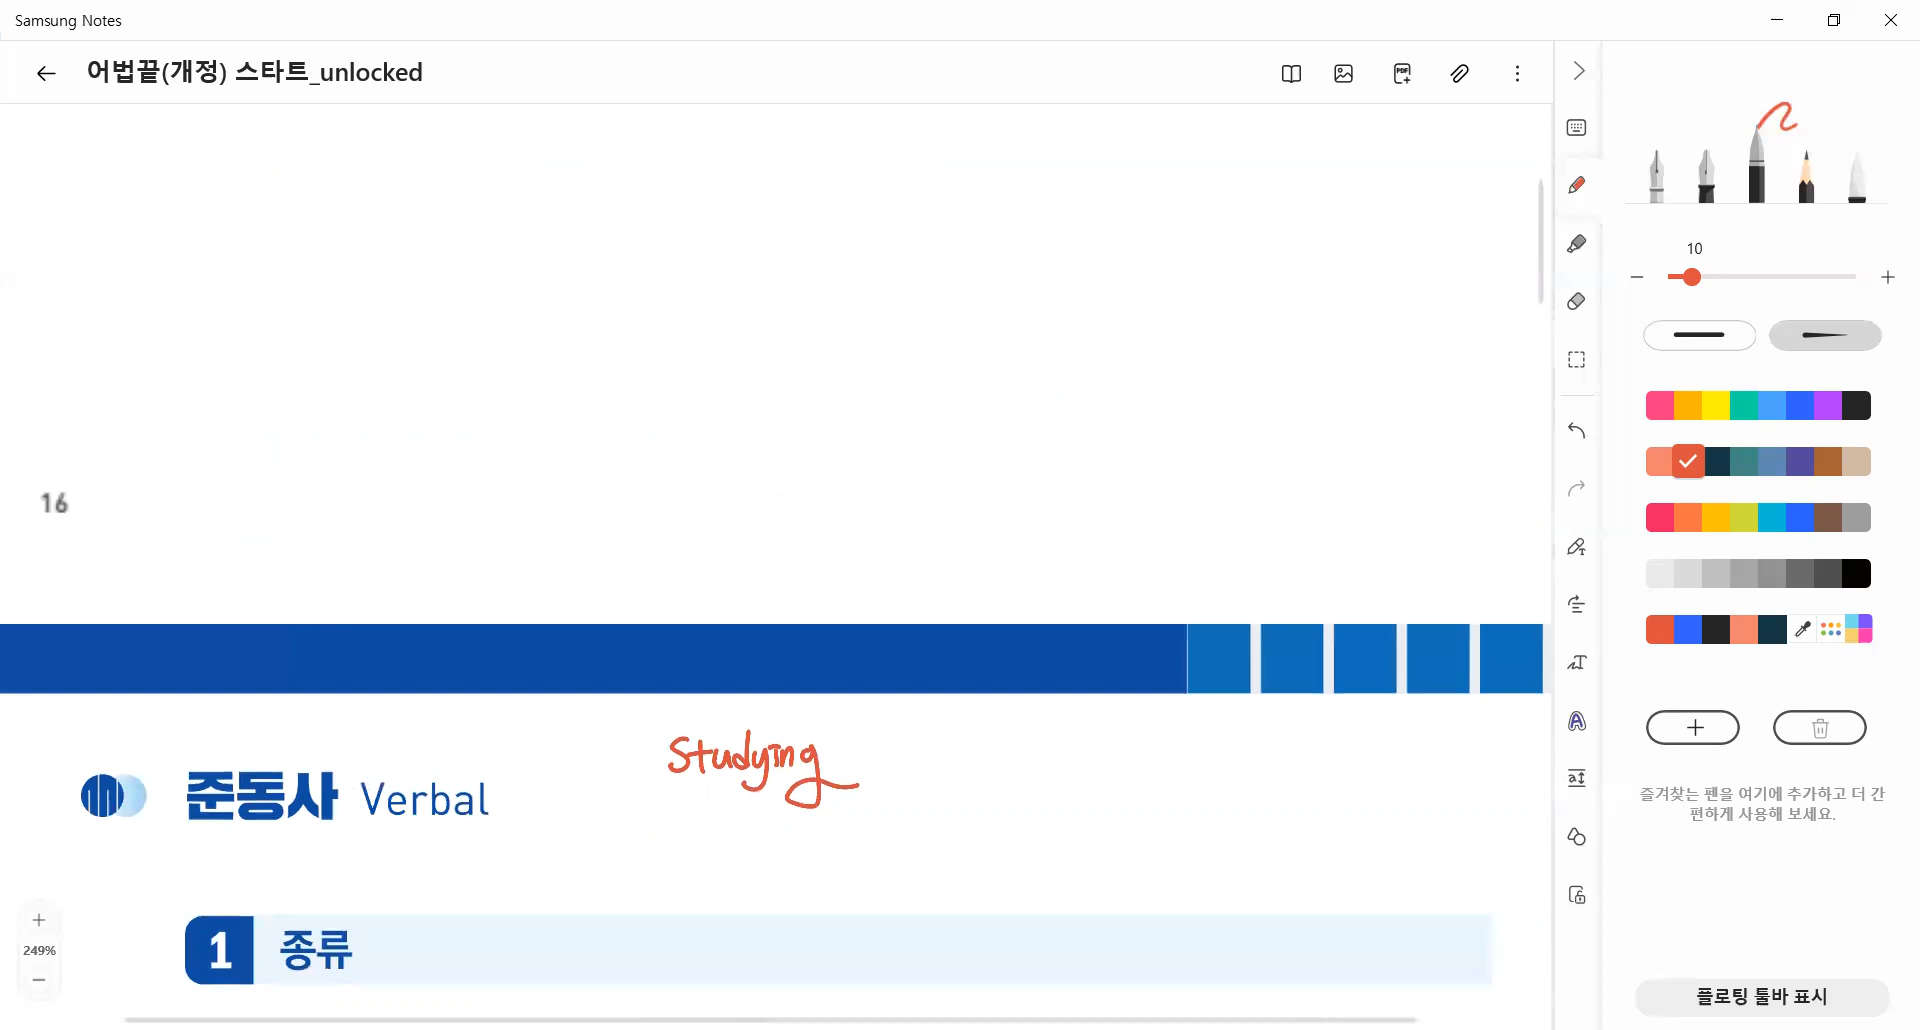 Samsung Notes
어법끝(개정) 스타트_unlocked
10
16
Studying
준동사 Verbal
즐겨찾는 펜을 여기에 추가하고 더 간
편하게 사용해 보세요.
249%
1 종류
플로팅 툴바 표시